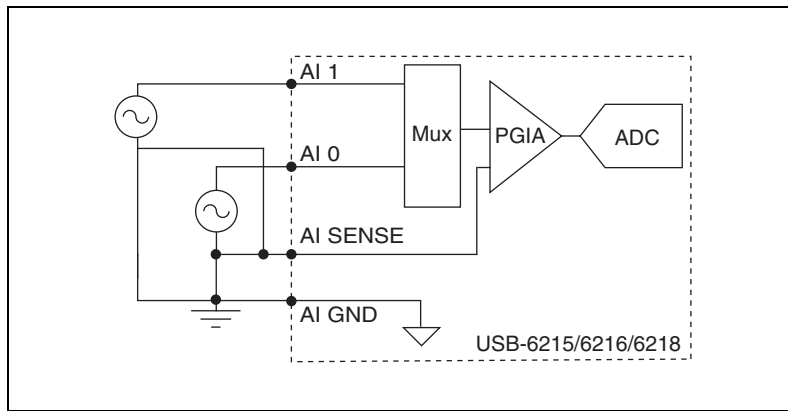 AI 1
Mux
PGIA
ADC
AI 0
AI SENSE
AI GND
USB-6215/6216/6218